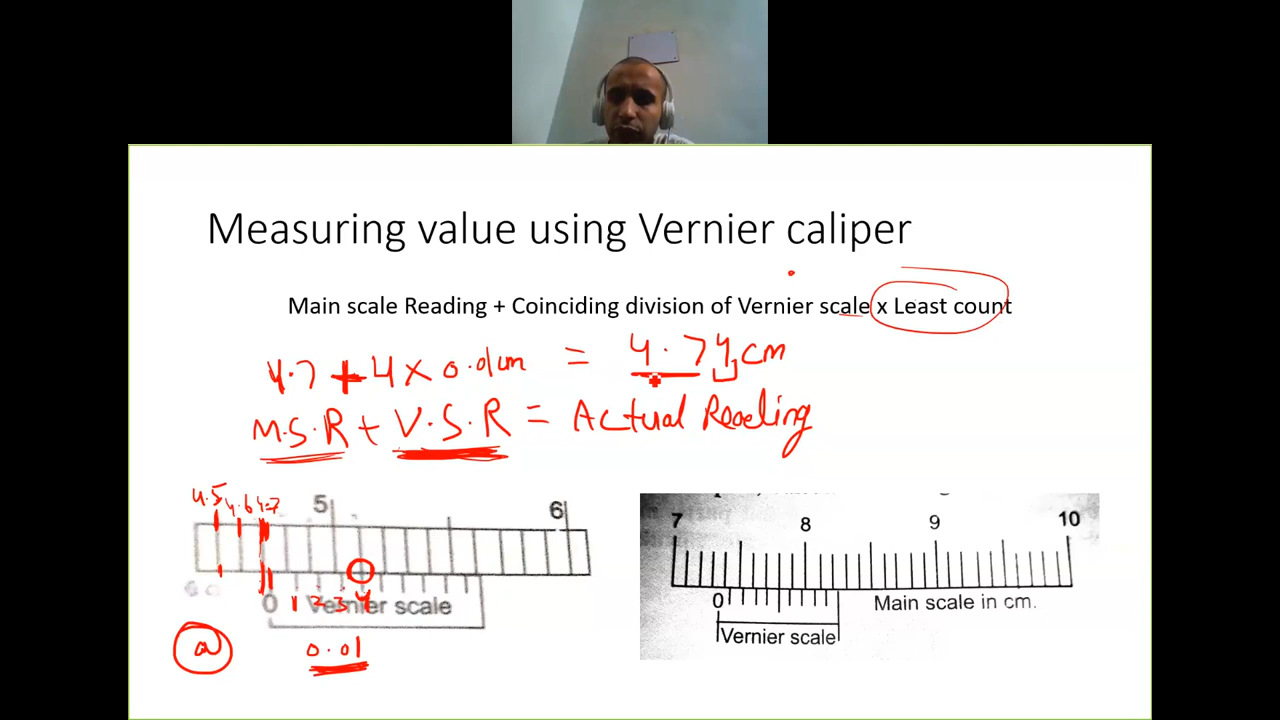 Measuring value using Vernier caliper
Main scale Reading + Coinciding division of Vernier scale x Least count
4.7 + 4 x 0.01cm = 4.74 cm
M.S.R + V.S.R = Actual Reading
4.5 4.6 4.7 5 6
0 1 2 3 4
Vernier scale
a 0.01
7 8 9 10
0 Main scale in cm.
Vernier scale